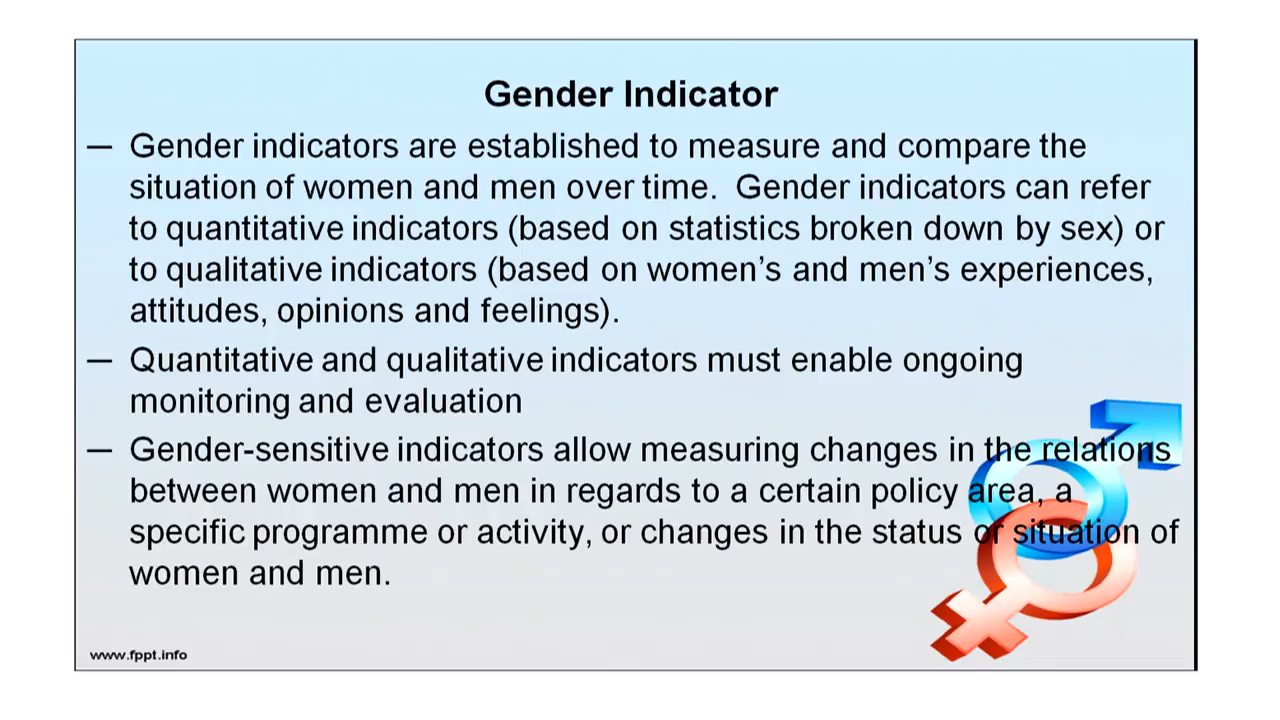 Gender Indicator
— Gender indicators are established to measure and compare the
situation of women and men over time.  Gender indicators can refer
to quantitative indicators (based on statistics broken down by sex) or
to qualitative indicators (based on women’s and men’s experiences,
attitudes, opinions and feelings).
— Quantitative and qualitative indicators must enable ongoing
monitoring and evaluation
— Gender-sensitive indicators allow measuring changes in the relations
between women and men in regards to a certain policy area, a
specific programme or activity, or changes in the status or situation of
women and men.
www.fppt.info